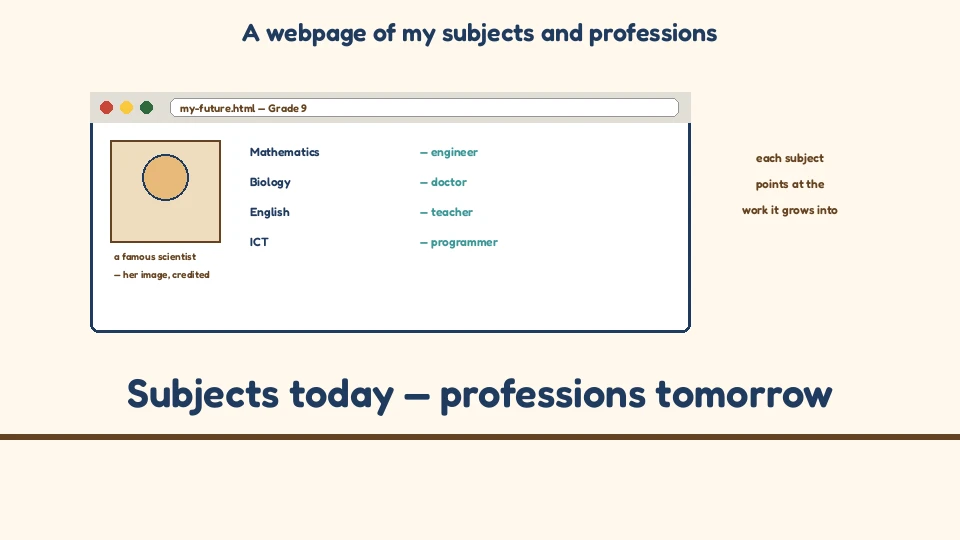 A webpage of my subjects and professions
my-future.html — Grade 9
Mathematics — engineer
Biology — doctor
English — teacher
ICT — programmer
a famous scientist
— her image, credited
each subject
points at the
work it grows into
Subjects today — professions tomorrow